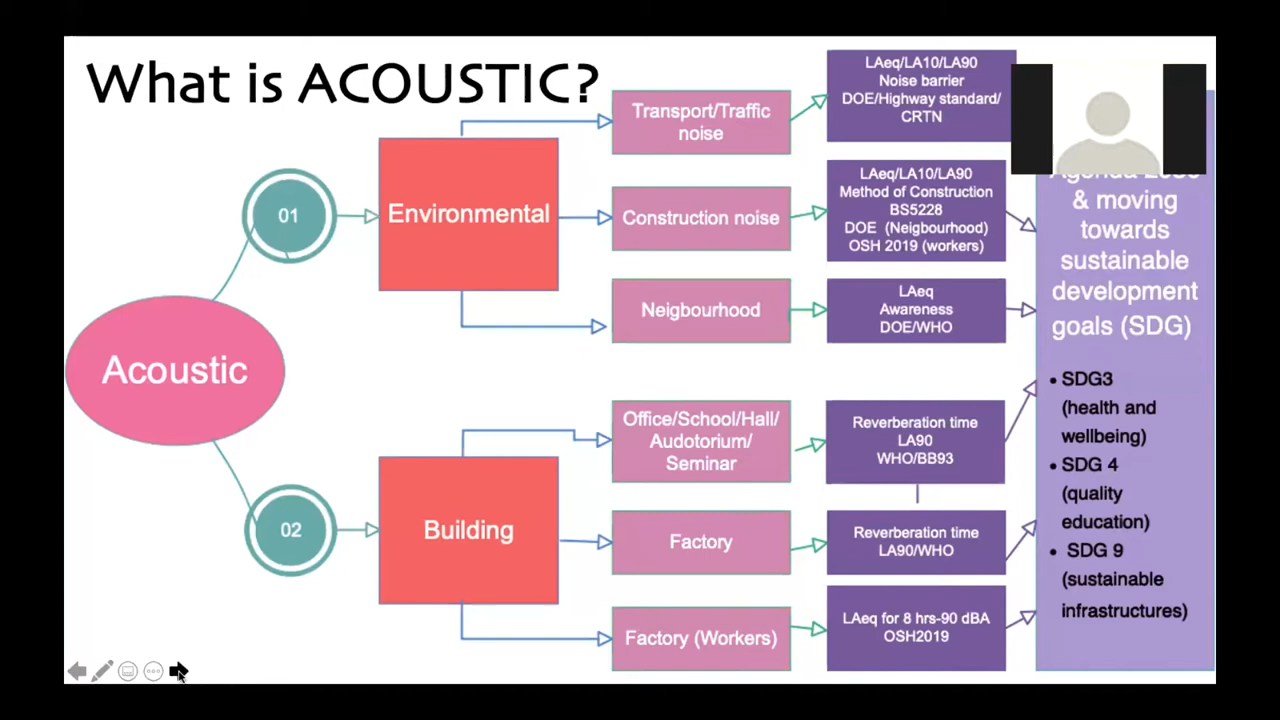 What is ACOUSTIC?
Acoustic
01
02
Environmental
Building
Transport/Traffic
noise
Construction noise
Neigbourhood
Office/School/Hall/
Audotorium/
Seminar
Factory
Factory (Workers)
LAeq/LA10/LA90
Noise barrier
DOE/Highway standard/
CRTN
LAeq/LA10/LA90
Method of Construction
BS5228
DOE (Neigbourhood)
OSH 2019 (workers)
LAeq
Awareness
DOE/WHO
Reverberation time
LA90
WHO/BB93
Reverberation time
LA90/WHO
LAeq for 8 hrs-90 dBA
OSH2019
& moving
towards
sustainable
development
goals (SDG)
• SDG3
(health and
wellbeing)
• SDG 4
(quality
education)
• SDG 9
(sustainable
infrastructures)